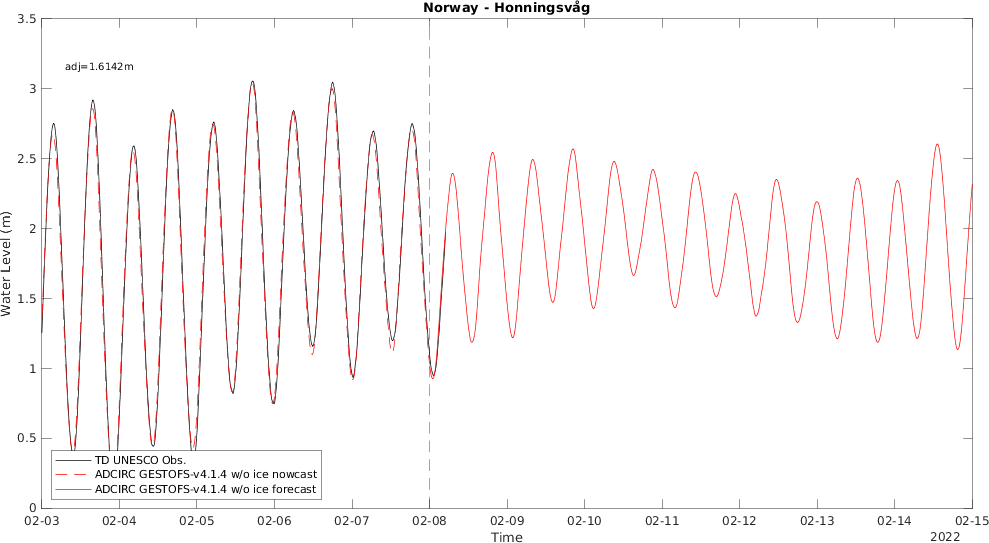 Norway - Honningsvåg
adj=1.6142m
Water Level (m)
3.5
3
2.5
2
1.5
1
0.5
0
TD UNESCO Obs.
ADCIRC GESTOFS-v4.1.4 w/o ice nowcast
ADCIRC GESTOFS-v4.1.4 w/o ice forecast
02-03 02-04 02-05 02-06 02-07 02-08 02-09 02-10 02-11 02-12 02-13 02-14 02-15
Time
2022